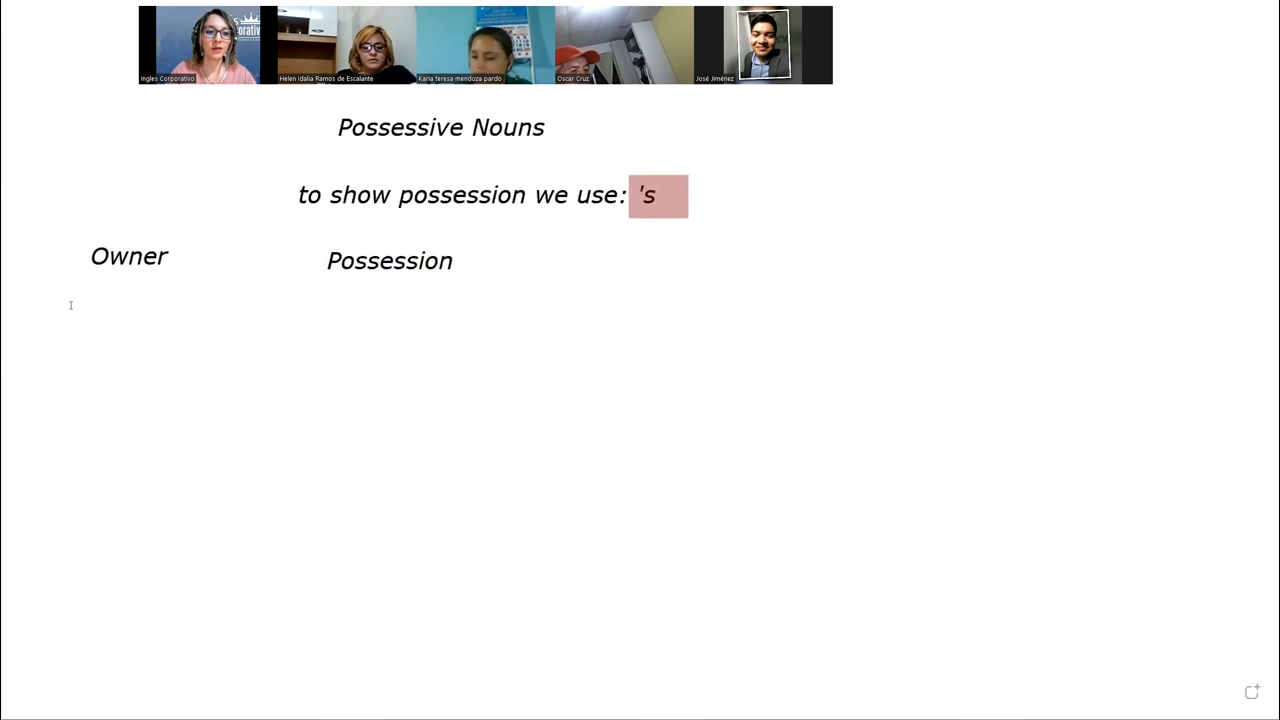 Ingles Corporativo
Helen Idalia Ramos de Escalante
Karla teresa mendoza pardo
Oscar Cruz
José Jiménez
Possessive Nouns
to show possession we use: 's
Owner
Possession